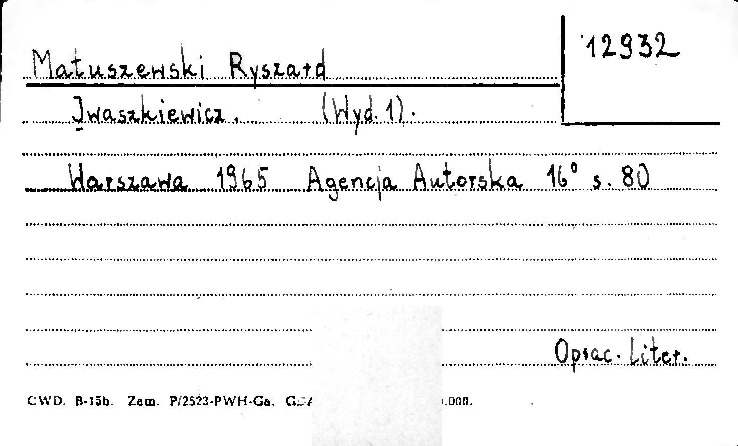 12932
Matuszewski Ryszard
Iwaszkiewicz. (Wyd. 1).
Warszawa 1965 Agencja Autorska 16° s. 80
Oprac. liter.
CWD. B-15b. Zam. P/2523-PWH-Ga.